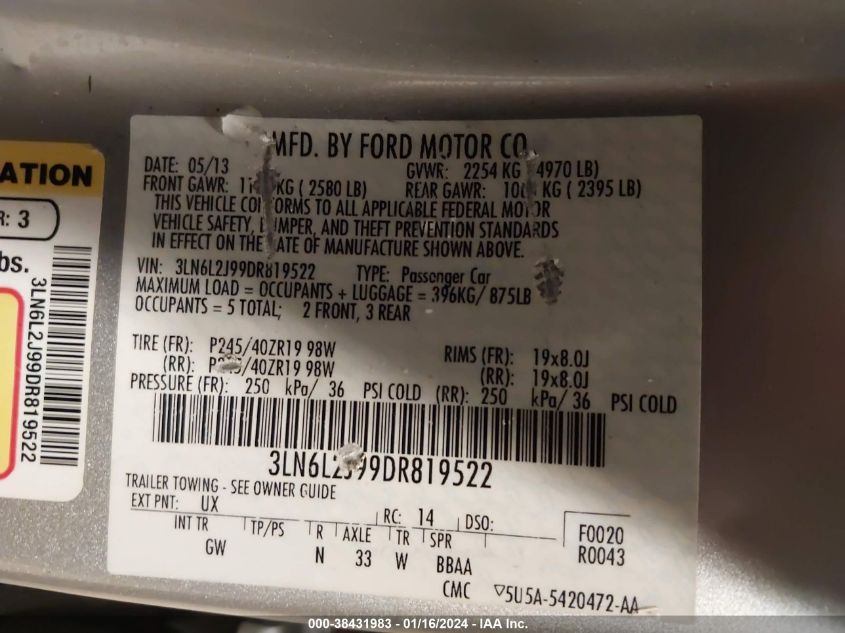 ATION
R: 3
bs.
3LN6L2J99DR819522
MFD. BY FORD MOTOR CO.
DATE: 05/13 GVWR: 2254 KG ( 4970 LB)
FRONT GAWR: KG ( 2580 LB) REAR GAWR: KG ( 2395 LB)
THIS VEHICLE CONFORMS TO ALL APPLICABLE FEDERAL MOTOR
VEHICLE SAFETY, BUMPER, AND THEFT PREVENTION STANDARDS
IN EFFECT ON THE DATE OF MANUFACTURE SHOWN ABOVE.
VIN: 3LN6L2J99DR819522 TYPE: Passenger Car
MAXIMUM LOAD = OCCUPANTS + LUGGAGE = 396KG/ 875LB
OCCUPANTS = 5 TOTAL; 2 FRONT, 3 REAR
TIRE (FR): P245/40ZR19 98W RIMS (FR): 19x8.0J
(RR): P245/40ZR19 98W (RR): 19x8.0J
PRESSURE (FR): 250 kPa/ 36 PSI COLD (RR): 250 kPa/ 36 PSI COLD
3LN6L2J99DR819522
TRAILER TOWING - SEE OWNER GUIDE
EXT PNT: UX RC: 14 DSO: F0020
INT TR TP/PS R AXLE TR SPR R0043
GW N 33 W BBAA
CMC ▽5U5A-5420472-AA
000-38431983 - 01/16/2024 - IAA Inc.